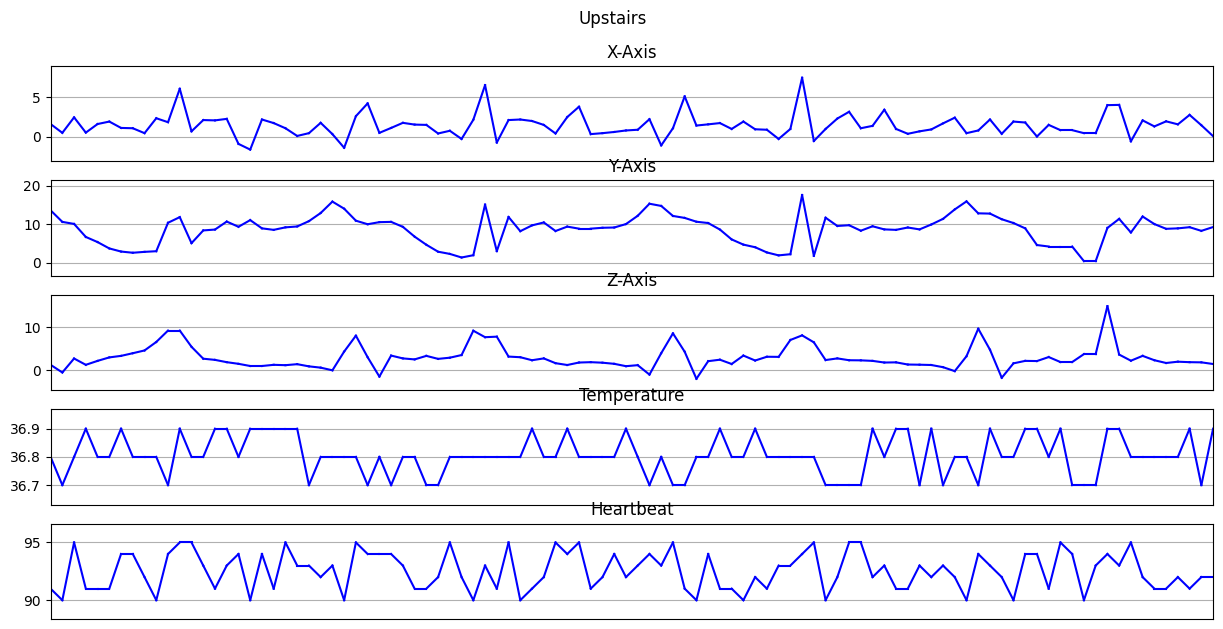 Upstairs
X-Axis
5
0
Y-Axis
20
10
0
Z-Axis
10
0
Temperature
36.9
36.8
36.7
Heartbeat
95
90